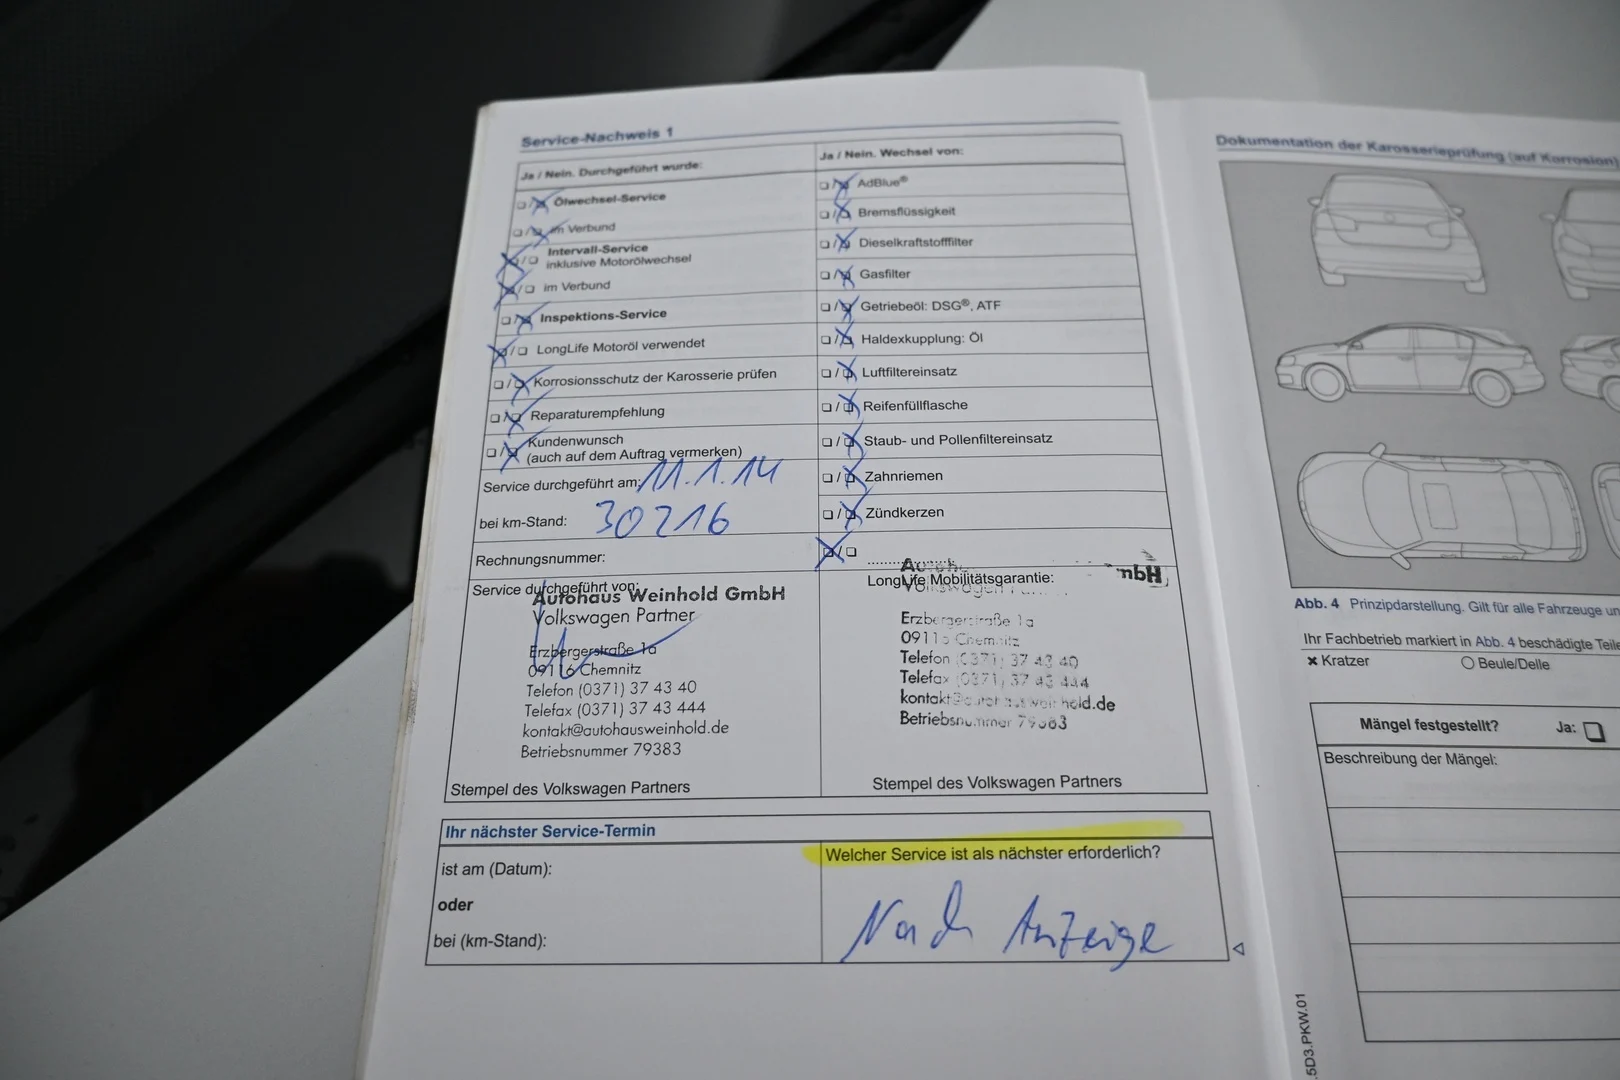 Service-Nachweis 1
Ja / Nein. Durchgeführt wurde:
Ölwechsel-Service
im Verbund
Intervall-Service
inklusive Motorölwechsel
im Verbund
Inspektions-Service
LongLife Motoröl verwendet
Korrosionsschutz der Karosserie prüfen
Reparaturempfehlung
Kundenwunsch
(auch auf dem Auftrag vermerken)
Service durchgeführt am: 11.1.14
bei km-Stand: 30216
Rechnungsnummer:
Service durchgeführt von:
Autohaus Weinhold GmbH
Volkswagen Partner
Erzbergerstraße 1a
09116 Chemnitz
Telefon (0371) 37 43 40
Telefax (0371) 37 43 444
kontakt@autohausweinhold.de
Betriebsnummer 79383
Stempel des Volkswagen Partners
Ja / Nein. Wechsel von:
AdBlue®
Bremsflüssigkeit
Dieselkraftstofffilter
Gasfilter
Getriebeöl: DSG®, ATF
Haldexkupplung: Öl
Luftfiltereinsatz
Reifenfüllflasche
Staub- und Pollenfiltereinsatz
Zahnriemen
Zündkerzen
LongLife Mobilitätsgarantie:
Volkswagen
Erzbergerstraße 1a
Chemnitz
Telefon (0371) 37 43 40
Telefax (0371) 37 43 444
kontakt@autohausweinhold.de
Betriebsnummer 79383
Stempel des Volkswagen Partners
Ihr nächster Service-Termin
ist am (Datum):
oder
bei (km-Stand):
Welcher Service ist als nächster erforderlich?
Nach Anzeige
Dokumentation der Karosserieprüfung (auf Korrosion)
Abb. 4 Prinzipdarstellung. Gilt für alle Fahrzeuge
Ihr Fachbetrieb markiert in Abb. 4 beschädigte Teile
× Kratzer
Beule/Delle
Mängel festgestellt?
Ja:
Beschreibung der Mängel:
5D3.PKW.01